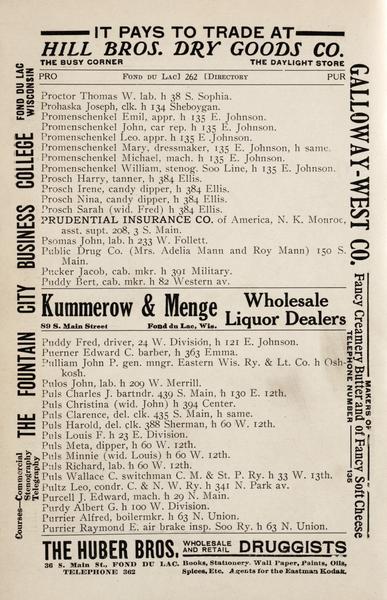 IT PAYS TO TRADE AT
HILL BROS. DRY GOODS CO.
THE BUSY CORNER THE DAYLIGHT STORE
PRO FOND DU LAC] 262 [DIRECTORY PUR
Proctor Thomas W. lab. h 38 S. Sophia.
Prohaska Joseph, clk. h 134 Sheboygan.
Promenschenkel Emil, appr. h 135 E. Johnson.
Promenschenkel John, car rep. h 135 E. Johnson.
Promenschenkel Leo. appr. h 135 E. Johnson.
Promenschenkel Mary, dressmaker, 135 E. Johnson, h same.
Promenschenkel Michael, mach. h 135 E. Johnson.
Promenschenkel William, stenog. Soo Line, h 135 E. Johnson.
Prosch Harry, tanner, h 384 Ellis.
Prosch Irene, candy dipper, h 384 Ellis.
Prosch Nina, candy dipper, h 384 Ellis.
Prosch Sarah (wid. Fred) h 384 Ellis.
PRUDENTIAL INSURANCE CO. of America, N. K. Monroe,
asst. supt. 208, 3 S. Main.
Psomas John, lab. h 233 W. Follett.
Public Drug Co. (Mrs. Adelia Mann and Roy Mann) 150 S.
Main.
Pucker Jacob, cab. mkr. h 391 Military.
Puddy Bert, cab. mkr. h 82 Western av.
Kummerow & Menge Wholesale
Liquor Dealers
89 S. Main Street Fond du Lac, Wis.
Puddy Fred, driver, 24 W. Division, h 121 E. Johnson.
Puerner Edward C. barber, h 363 Emma.
Pulliam John P. gen. mngr. Eastern Wis. Ry. & Lt. Co. h Osh-
kosh.
Pulos John, lab. h 209 W. Merrill.
Puls Charles J. bartndr. 439 S. Main, h 130 E. 12th.
Puls Christina (wid. John) h 394 Center.
Puls Clarence, del. clk. 435 S. Main, h same.
Puls Harold, del. clk. 388 Sherman, h 60 W. 12th.
Puls Louis F. h 23 E. Division.
Puls Meta, dipper, h 60 W. 12th.
Puls Minnie (wid. Louis) h 60 W. 12th.
Puls Richard, lab. h 60 W. 12th.
Puls Wallace C. switchman C. M. & St. P. Ry. h 33 W. 13th.
Pultz Leo, condr. C. & N. W. Ry. h 341 N. Park av.
Purcell J. Edward, mach. h 29 N. Main.
Purdy Albert G. h 100 W. Division.
Purrier Alfred, boilermkr. h 63 N. Union.
Purrier Raymond E. air brake insp. Soo Ry. h 63 N. Union.
THE HUBER BROS. WHOLESALE AND RETAIL DRUGGISTS
36 S. Main St., FOND DU LAC. Books, Stationery, Wall Paper, Paints, Oils,
TELEPHONE 362 Spices, Etc. Agents for the Eastman Kodak.
THE FOUNTAIN CITY BUSINESS COLLEGE FOND DU LAC
WISCONSIN
Courses—Commercial
Stenography
Telegraphy
GALLOWAY-WEST CO.
MAKERS OF
Fancy Creamery Butter and of Fancy Soft Cheese
TELEPHONE NUMBER 135